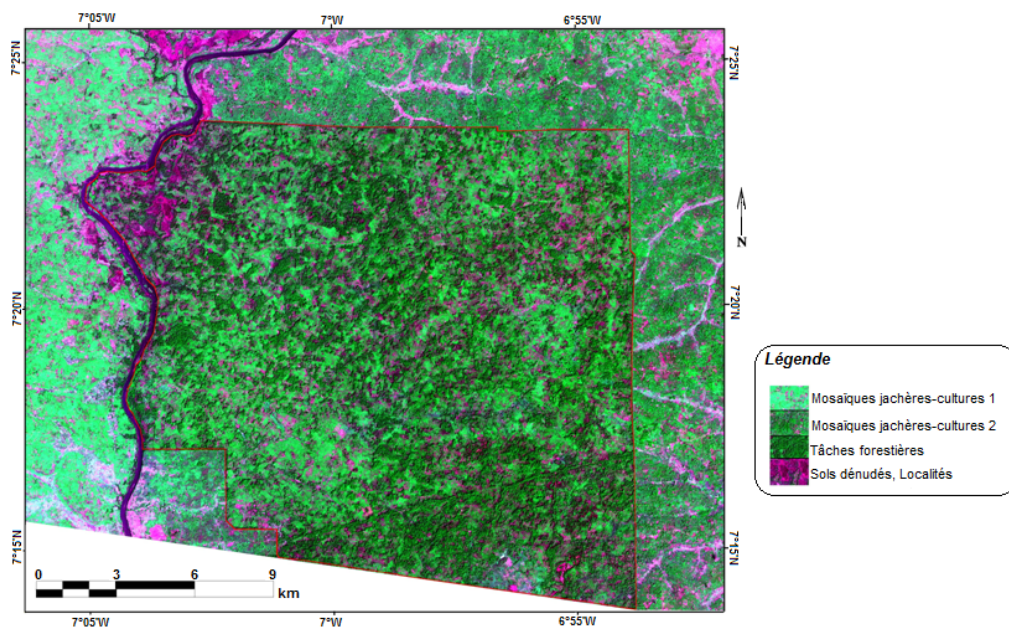 7°05'W
7°W
6°55'W
7°25'N
7°25'N
N
7°20'N
7°20'N
Légende
Mosaïques jachères-cultures 1
Mosaïques jachères-cultures 2
Tâches forestières
Sols dénudés, Localités
7°15'N
7°15'N
0 3 6 9
km
7°05'W
7°W
6°55'W